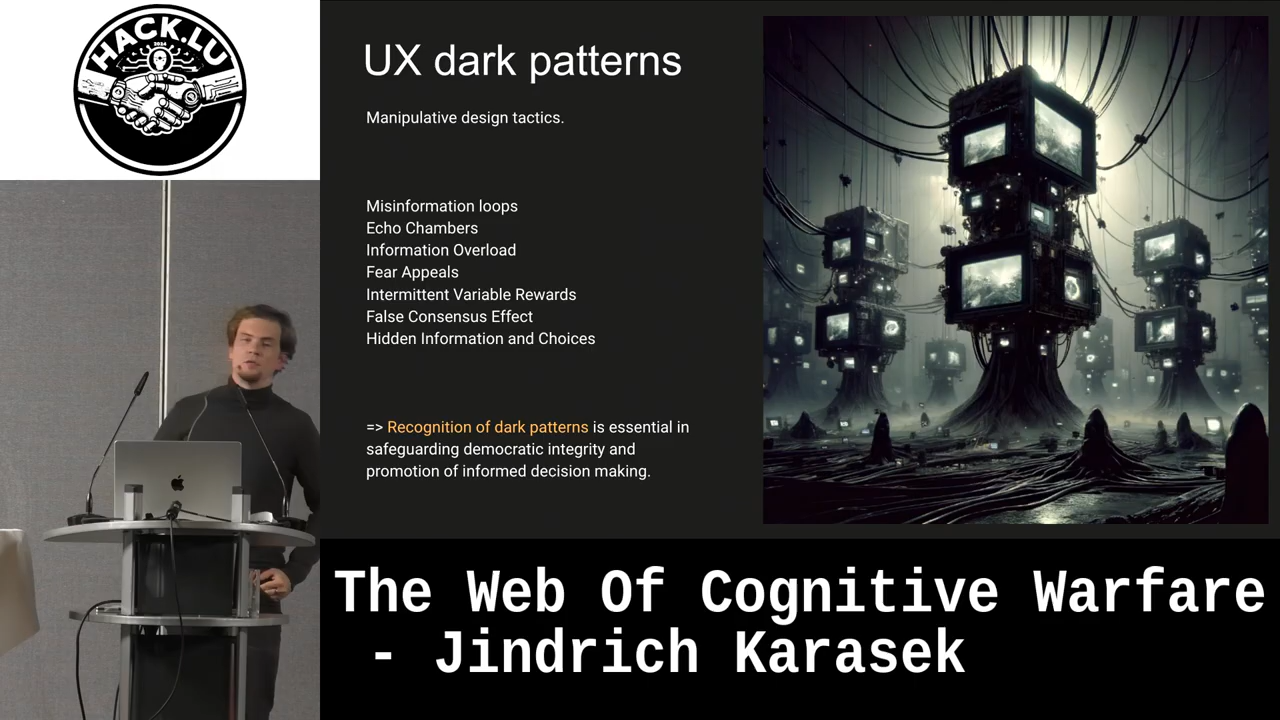 HACK.LU
2024
UX dark patterns
Manipulative design tactics.
Misinformation loops
Echo Chambers
Information Overload
Fear Appeals
Intermittent Variable Rewards
False Consensus Effect
Hidden Information and Choices
=> Recognition of dark patterns is essential in
safeguarding democratic integrity and
promotion of informed decision making.
The Web Of Cognitive Warfare
- Jindrich Karasek